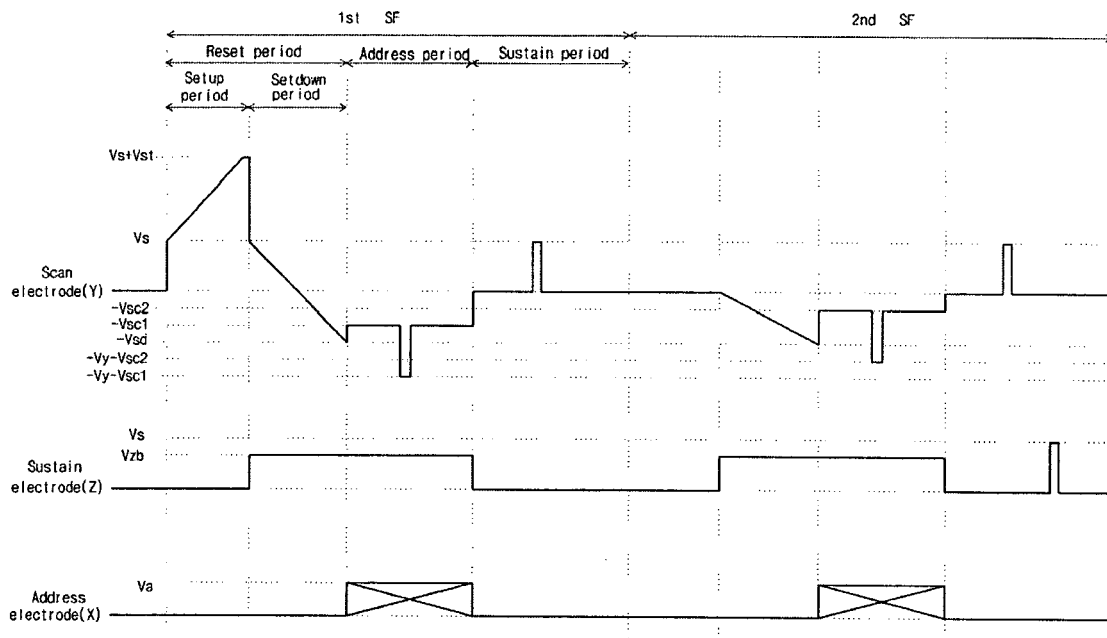 1st SF 2nd SF
Reset period Address period Sustain period
Setup period Setdown period
Vs+Vst
Vs
Scan electrode(Y)
-Vsc2
-Vsc1
-Vsd
-Vy-Vsc2
-Vy-Vsc1
Vs
Vzb
Sustain electrode(Z)
Va
Address electrode(X)